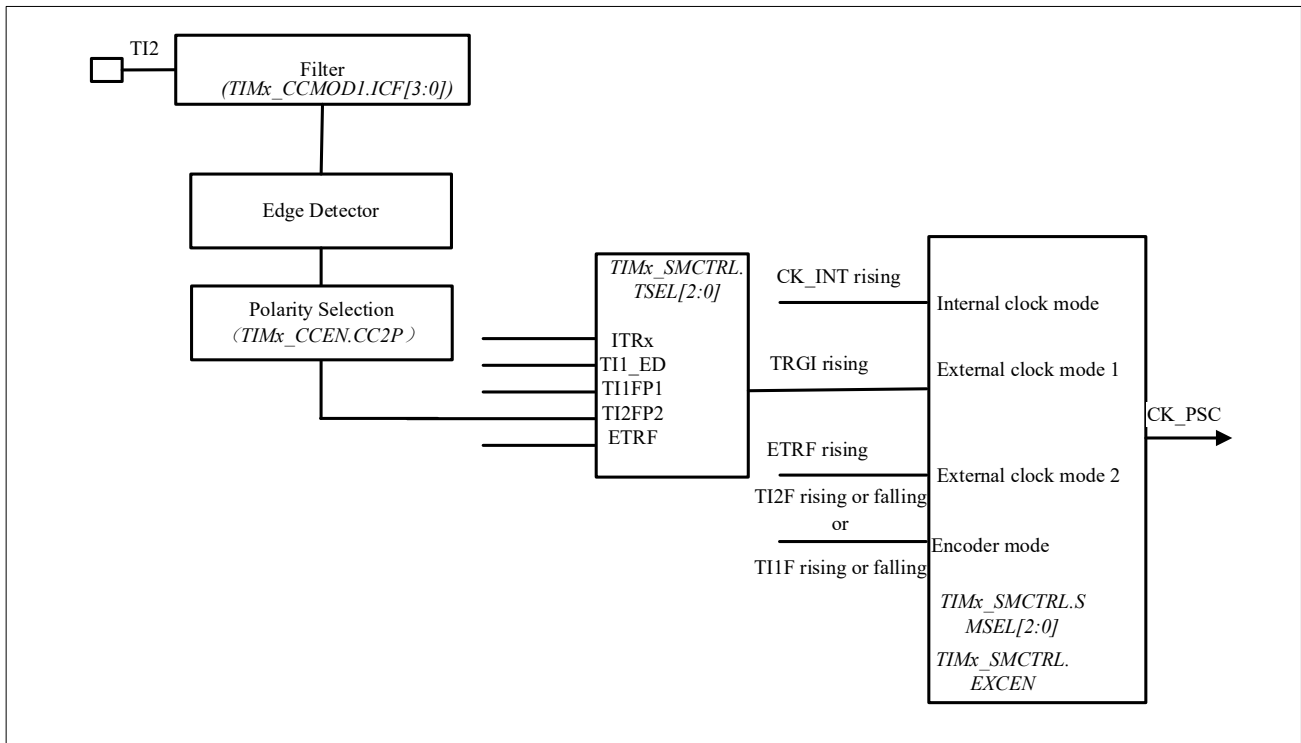 TI2
Filter
(TIMx_CCMOD1.ICF[3:0])
Edge Detector
Polarity Selection
（TIMx_CCEN.CC2P）
TIMx_SMCTRL.
TSEL[2:0]
ITRx
TI1_ED
TI1FP1
TI2FP2
ETRF
CK_INT rising
TRGI rising
ETRF rising
TI2F rising or falling
or
TI1F rising or falling
Internal clock mode
External clock mode 1
External clock mode 2
Encoder mode
TIMx_SMCTRL.S
MSEL[2:0]
TIMx_SMCTRL.
EXCEN
CK_PSC